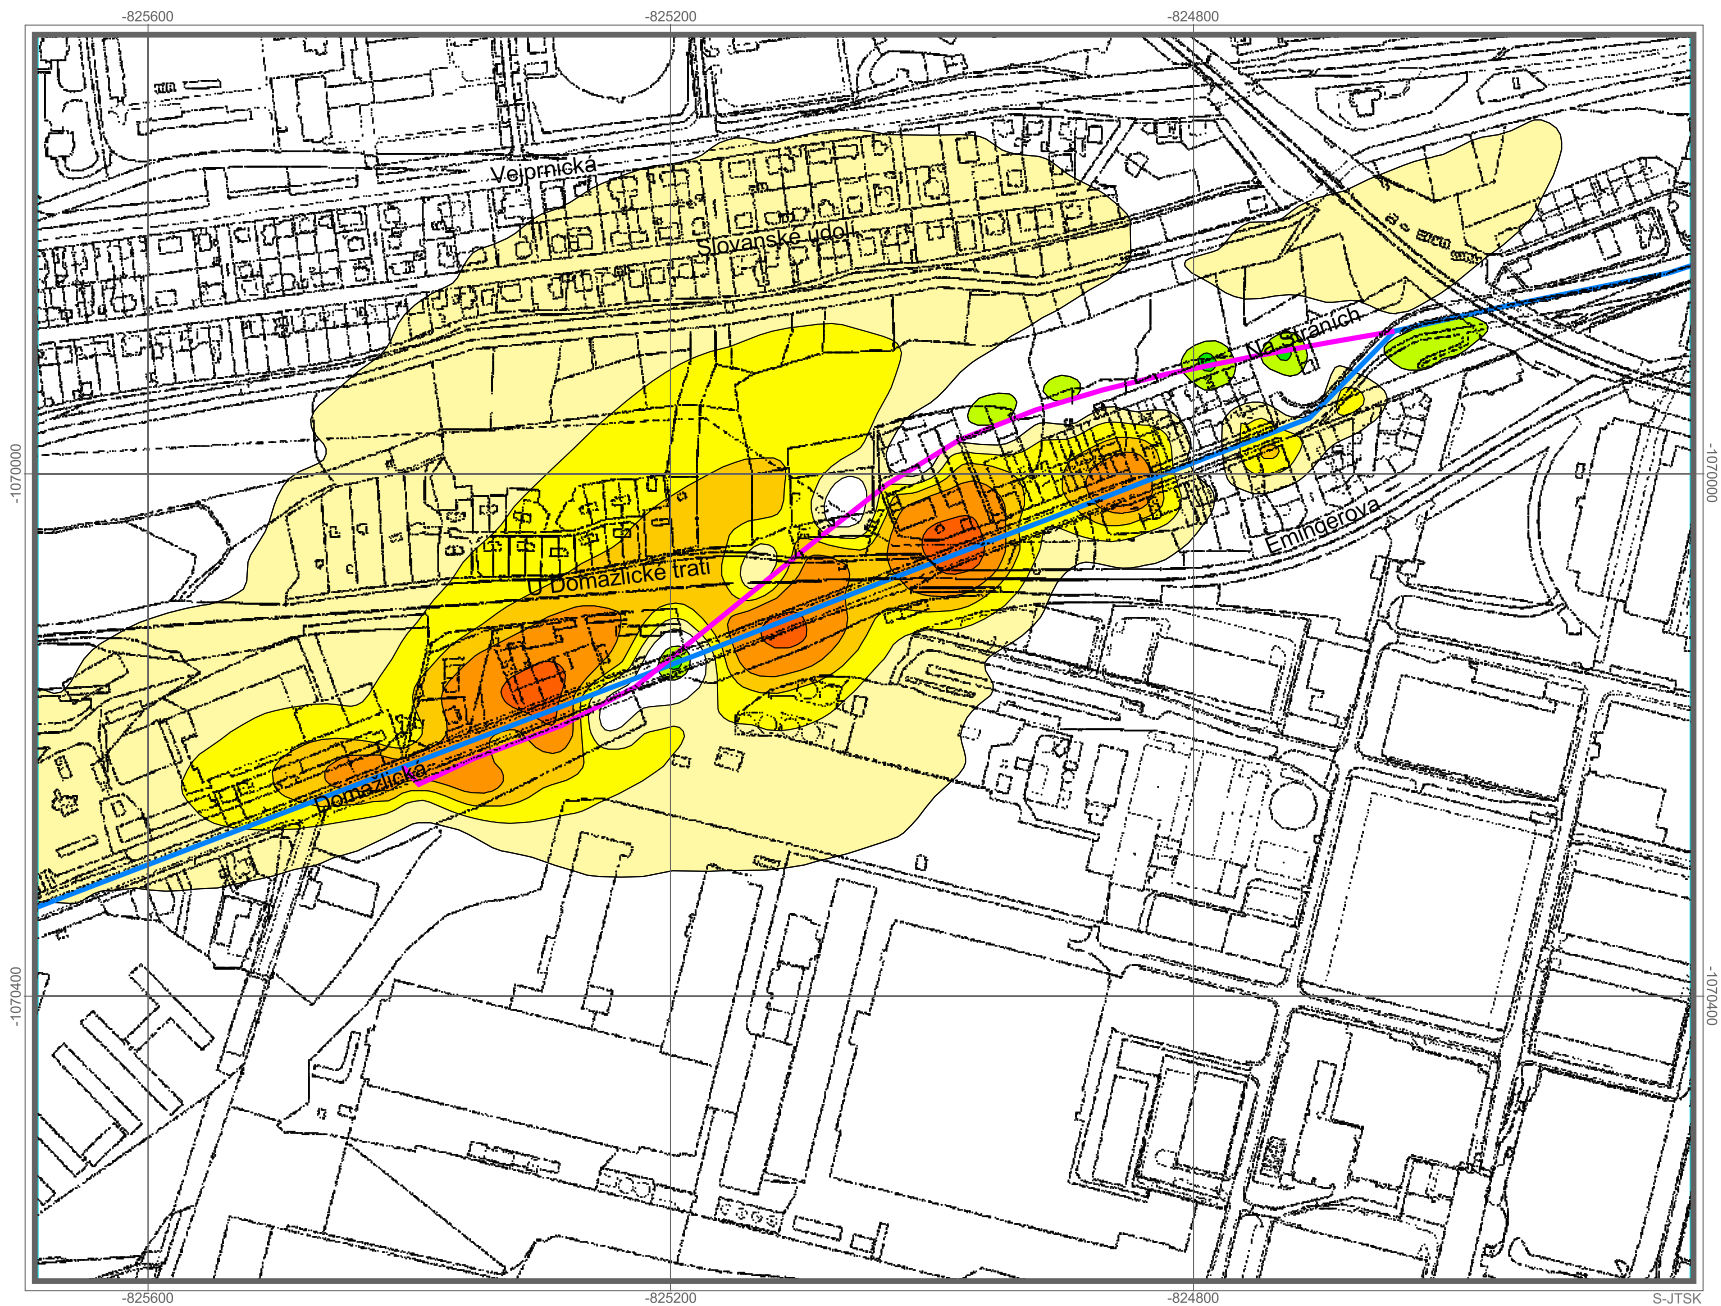 -825600
-825200
-824800
Vejprnická
Slovanské údolí
Na Stráních
-1070000
-1070000
Emingerova
U Domažlické trati
Domažlická
-1070400
-1070400
-825600
-825200
-824800
S-JTSK